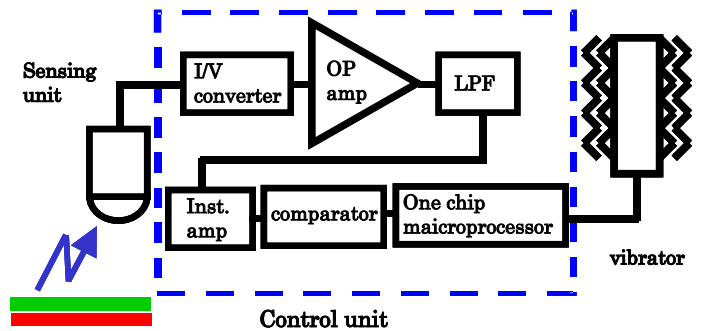 Sensing
unit
I/V
converter
OP
amp
LPF
Inst.
amp
comparator
One chip
maicroprocessor
vibrator
Control unit